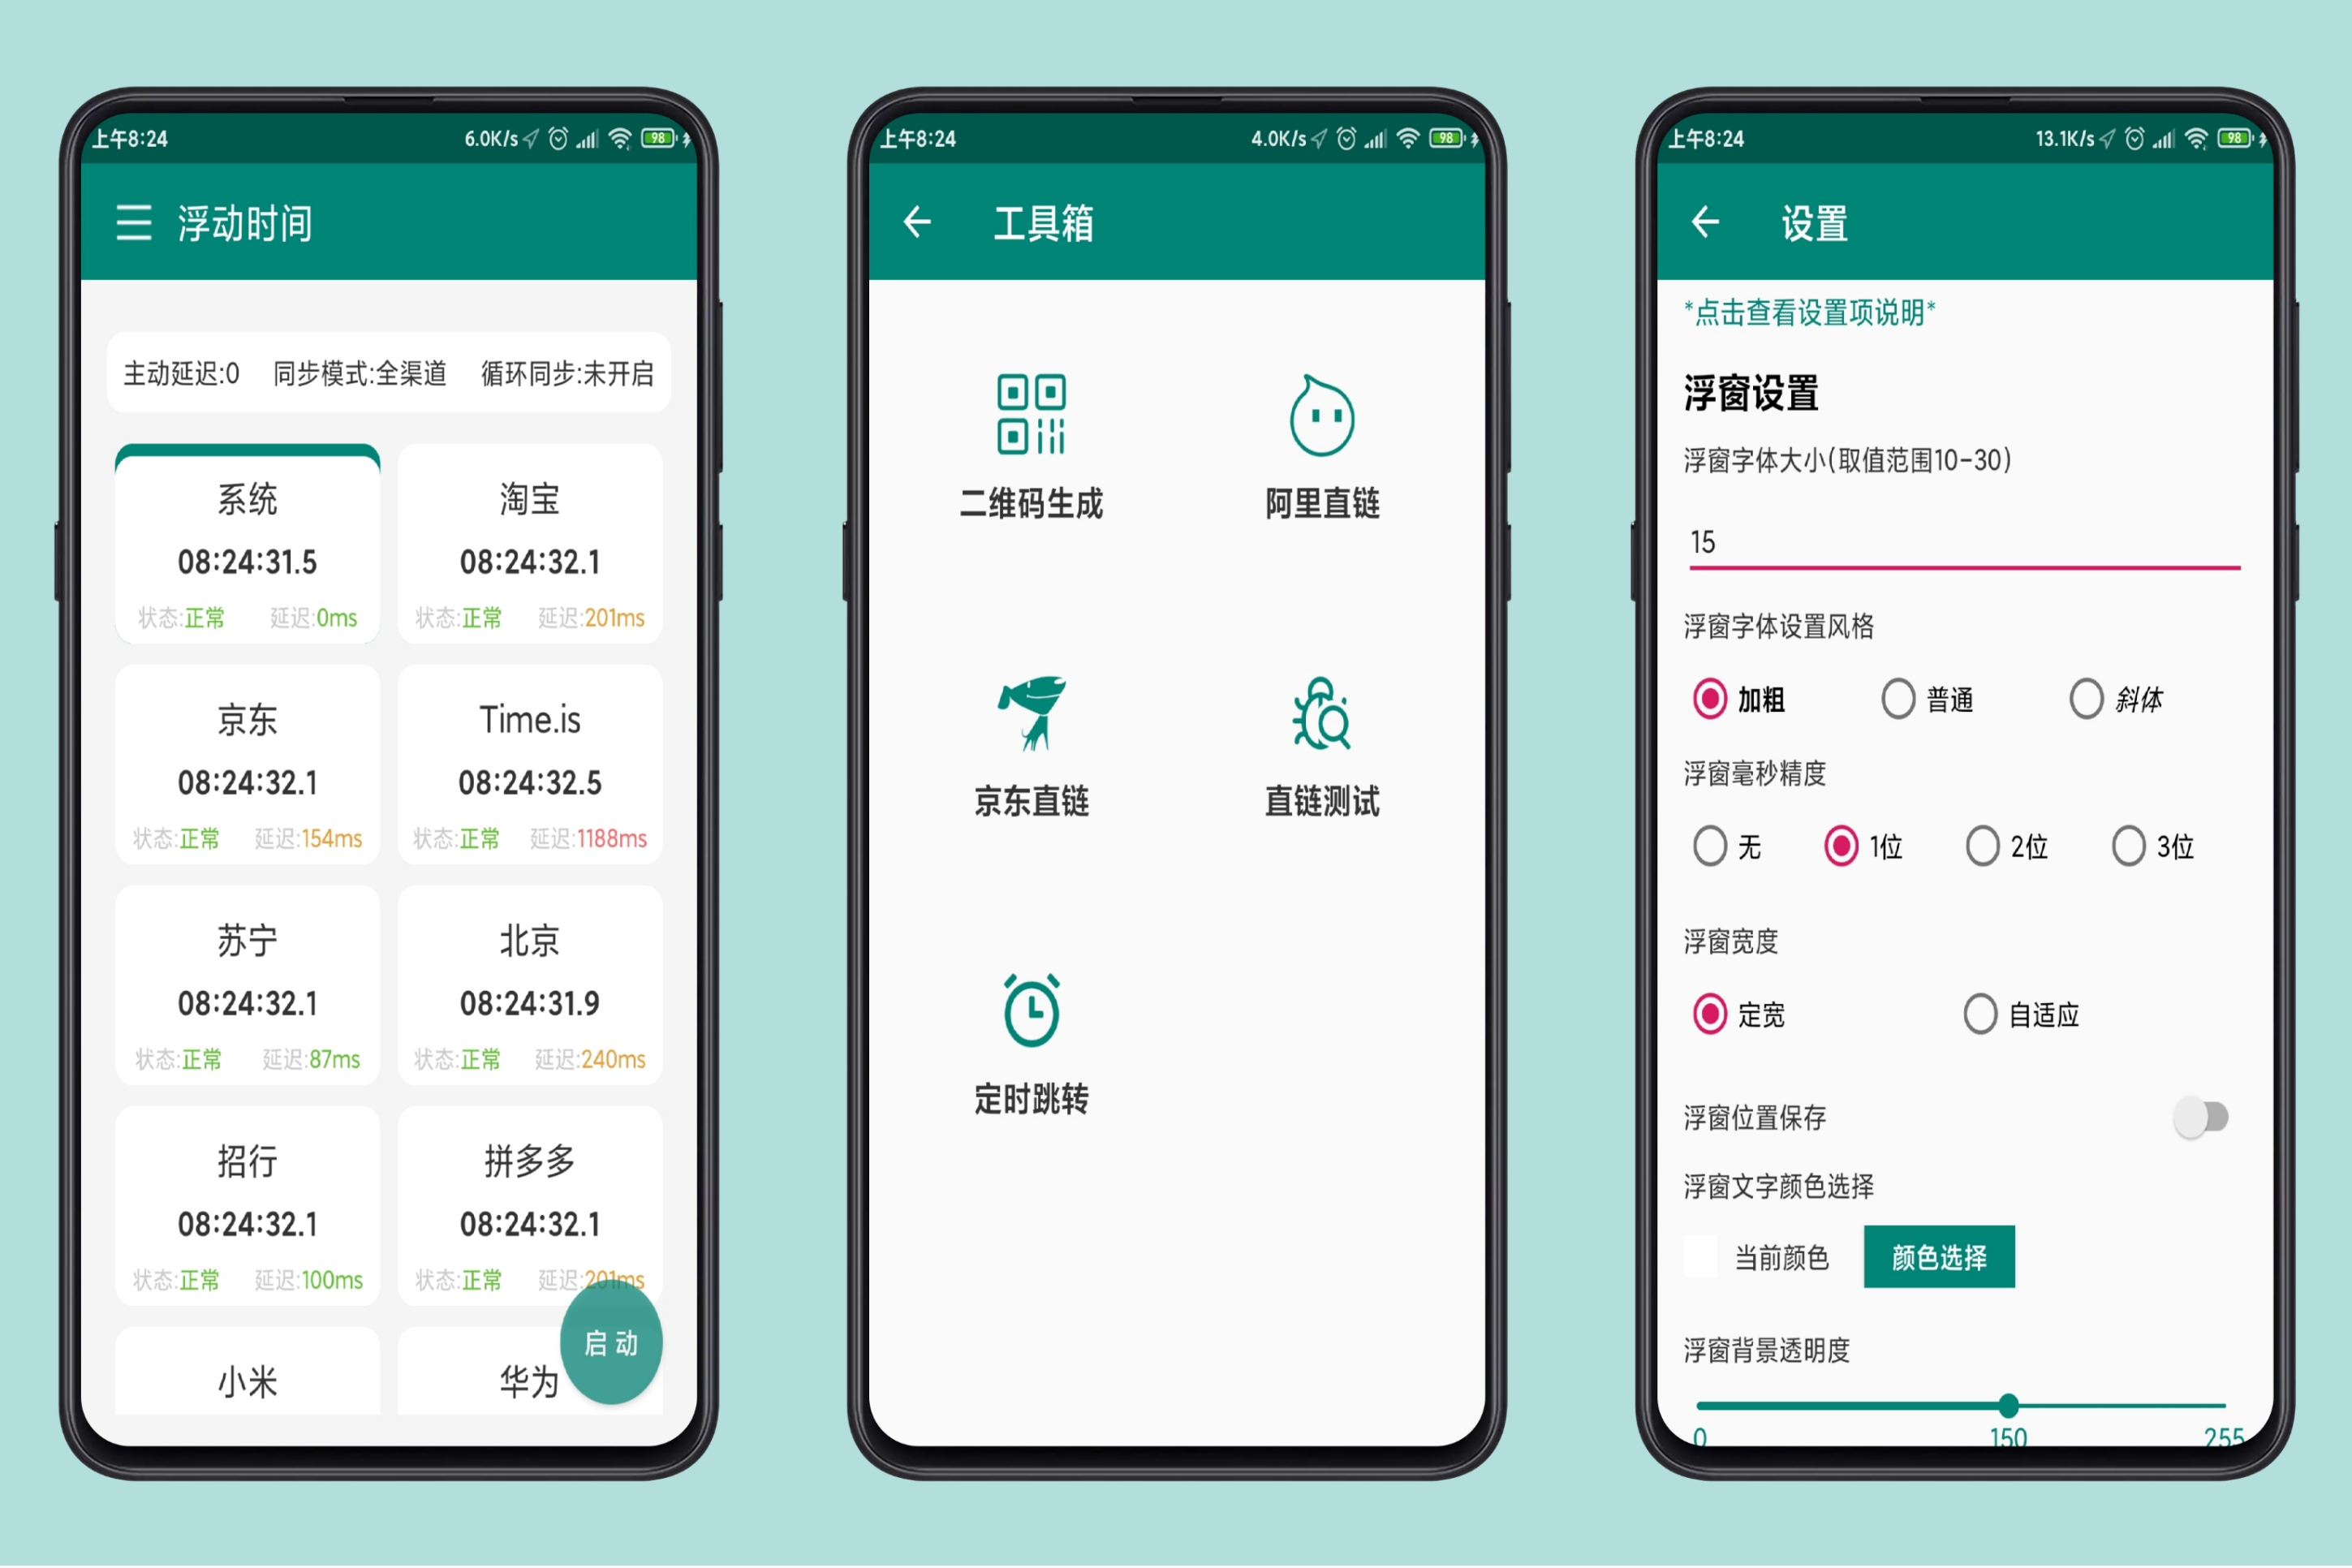 上午8:24 6.0K/s 98
浮动时间
主动延迟:0 同步模式:全渠道 循环同步:未开启
系统
08:24:31.5
状态:正常 延迟:0ms
淘宝
08:24:32.1
状态:正常 延迟:201ms
京东
08:24:32.1
状态:正常 延迟:154ms
Time.is
08:24:32.5
状态:正常 延迟:1188ms
苏宁
08:24:32.1
状态:正常 延迟:87ms
北京
08:24:31.9
状态:正常 延迟:240ms
招行
08:24:32.1
状态:正常 延迟:100ms
拼多多
08:24:32.1
状态:正常 延迟:201ms
小米
华为
启动
上午8:24 4.0K/s 98
工具箱
二维码生成
阿里直链
京东直链
直链测试
定时跳转
上午8:24 13.1K/s 98
设置
*点击查看设置项说明*
浮窗设置
浮窗字体大小(取值范围10-30)
15
浮窗字体设置风格
加粗 普通 斜体
浮窗毫秒精度
无 1位 2位 3位
浮窗宽度
定宽 自适应
浮窗位置保存
浮窗文字颜色选择
当前颜色 颜色选择
浮窗背景透明度
0 150 255